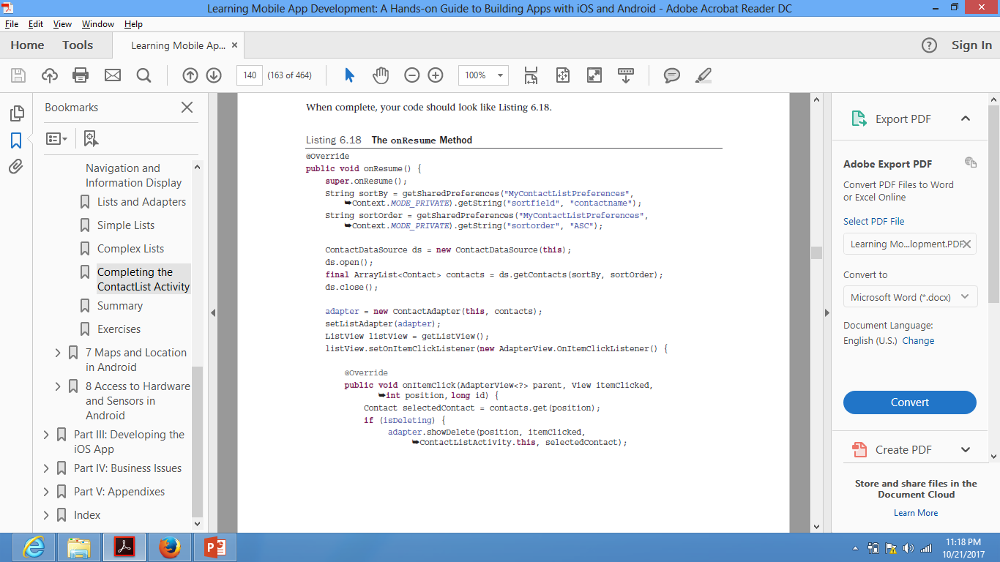 Learning Mobile App Development: A Hands-on Guide to Building Apps with iOS and Android - Adobe Acrobat Reader DC
File Edit View Window Help
Home Tools Learning Mobile Ap... × ? Sign In
140 (163 of 464) 100%
Bookmarks
Navigation and
Information Display
Lists and Adapters
Simple Lists
Complex Lists
Completing the
ContactList Activity
Summary
Exercises
7 Maps and Location
in Android
8 Access to Hardware
and Sensors in
Android
Part III: Developing the
iOS App
Part IV: Business Issues
Part V: Appendixes
Index
When complete, your code should look like Listing 6.18.
Listing 6.18 The onResume Method
@Override
public void onResume() {
super.onResume();
String sortBy = getSharedPreferences("MyContactListPreferences",
➥Context.MODE_PRIVATE).getString("sortfield", "contactname");
String sortOrder = getSharedPreferences("MyContactListPreferences",
➥Context.MODE_PRIVATE).getString("sortorder", "ASC");
ContactDataSource ds = new ContactDataSource(this);
ds.open();
final ArrayList<Contact> contacts = ds.getContacts(sortBy, sortOrder);
ds.close();
adapter = new ContactAdapter(this, contacts);
setListAdapter(adapter);
ListView listView = getListView();
listView.setOnItemClickListener(new AdapterView.OnItemClickListener() {
@Override
public void onItemClick(AdapterView<?> parent, View itemClicked,
➥int position, long id) {
Contact selectedContact = contacts.get(position);
if (isDeleting) {
adapter.showDelete(position, itemClicked,
➥ContactListActivity.this, selectedContact);
Export PDF
Adobe Export PDF
Convert PDF Files to Word
or Excel Online
Select PDF File
Learning Mo...lopment.PDF
Convert to
Microsoft Word (*.docx)
Document Language:
English (U.S.) Change
Convert
Create PDF
Store and share files in the
Document Cloud
Learn More
11:18 PM
10/21/2017